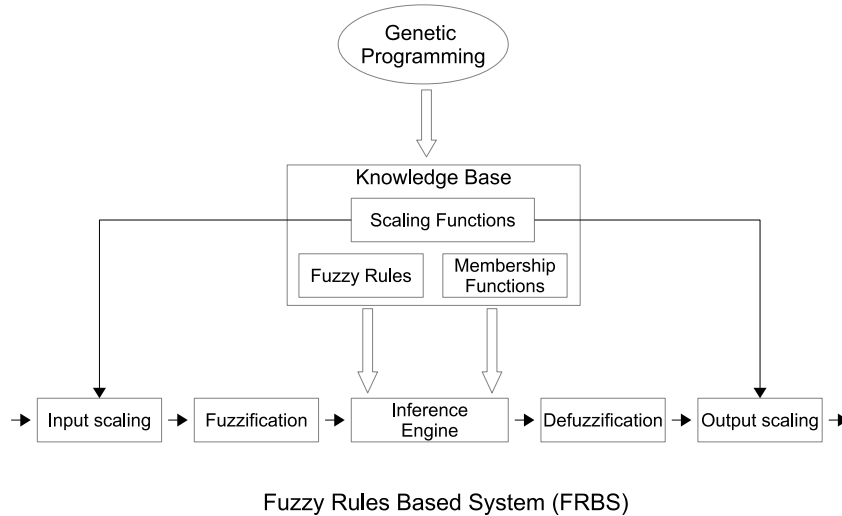 Genetic
Programming
Knowledge Base
Scaling Functions
Fuzzy Rules
Membership
Functions
Input scaling
Fuzzification
Inference
Engine
Defuzzification
Output scaling
Fuzzy Rules Based System (FRBS)